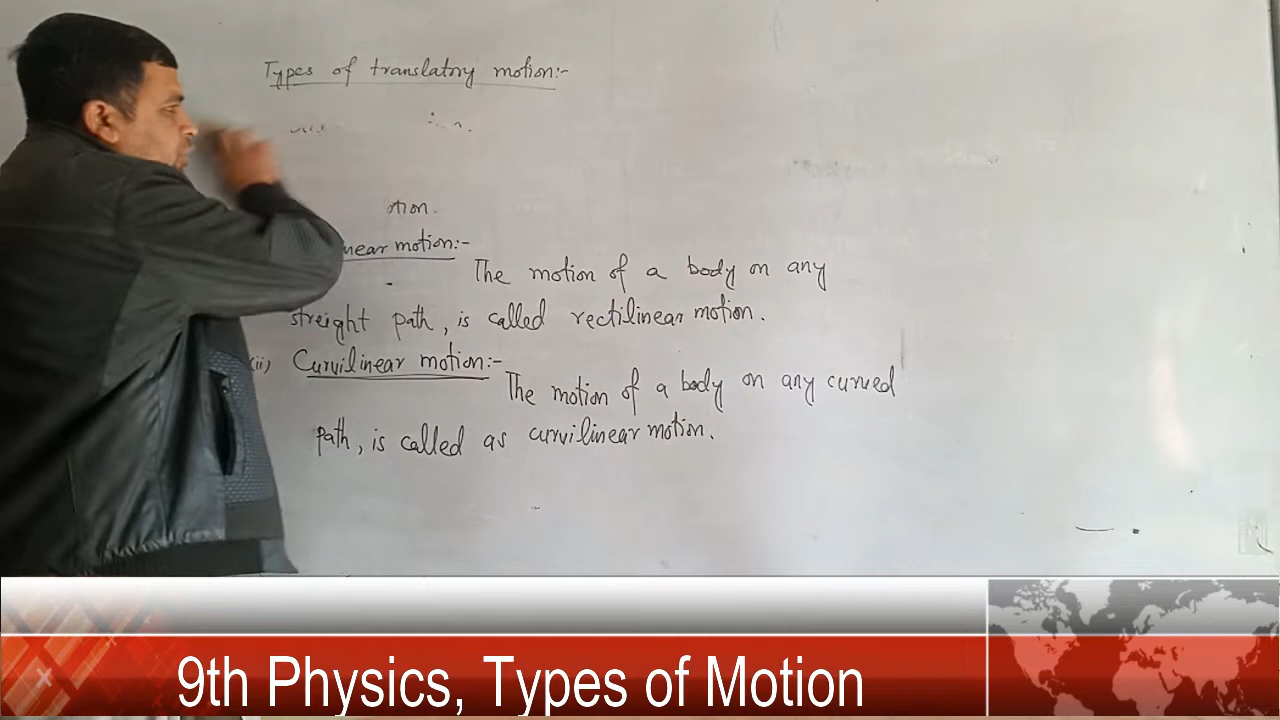 Types of translatory motion:-
otion.
near motion:-
The motion of a body on any
streight path, is called rectilinear motion.
(ii) Curvilinear motion:-
The motion of a body on any curved
path, is called as curvilinear motion.
9th Physics, Types of Motion